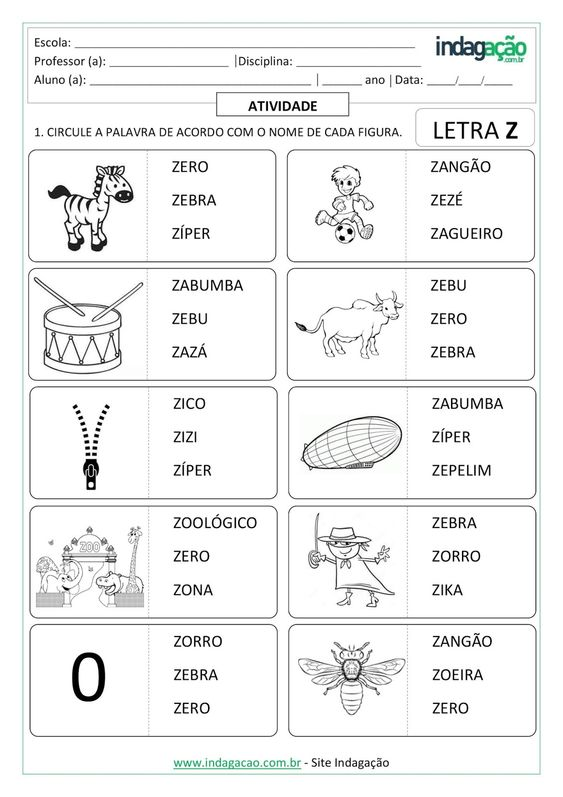 Escola: ____________________________________________
indagação
.com.br
Professor (a): ________________ |Disciplina: ________________
Aluno (a): ______________________________ | ______ ano |Data: ____/____/____
ATIVIDADE
1. CIRCULE A PALAVRA DE ACORDO COM O NOME DE CADA FIGURA.
LETRA Z
ZERO
ZEBRA
ZÍPER
ZANGÃO
ZEZÉ
ZAGUEIRO
ZABUMBA
ZEBU
ZAZÁ
ZEBU
ZERO
ZEBRA
ZICO
ZIZI
ZÍPER
ZABUMBA
ZÍPER
ZEPELIM
ZOO
ZOOLÓGICO
ZERO
ZONA
ZEBRA
ZORRO
ZIKA
0
ZORRO
ZEBRA
ZERO
ZANGÃO
ZOEIRA
ZERO
www.indagacao.com.br - Site Indagação